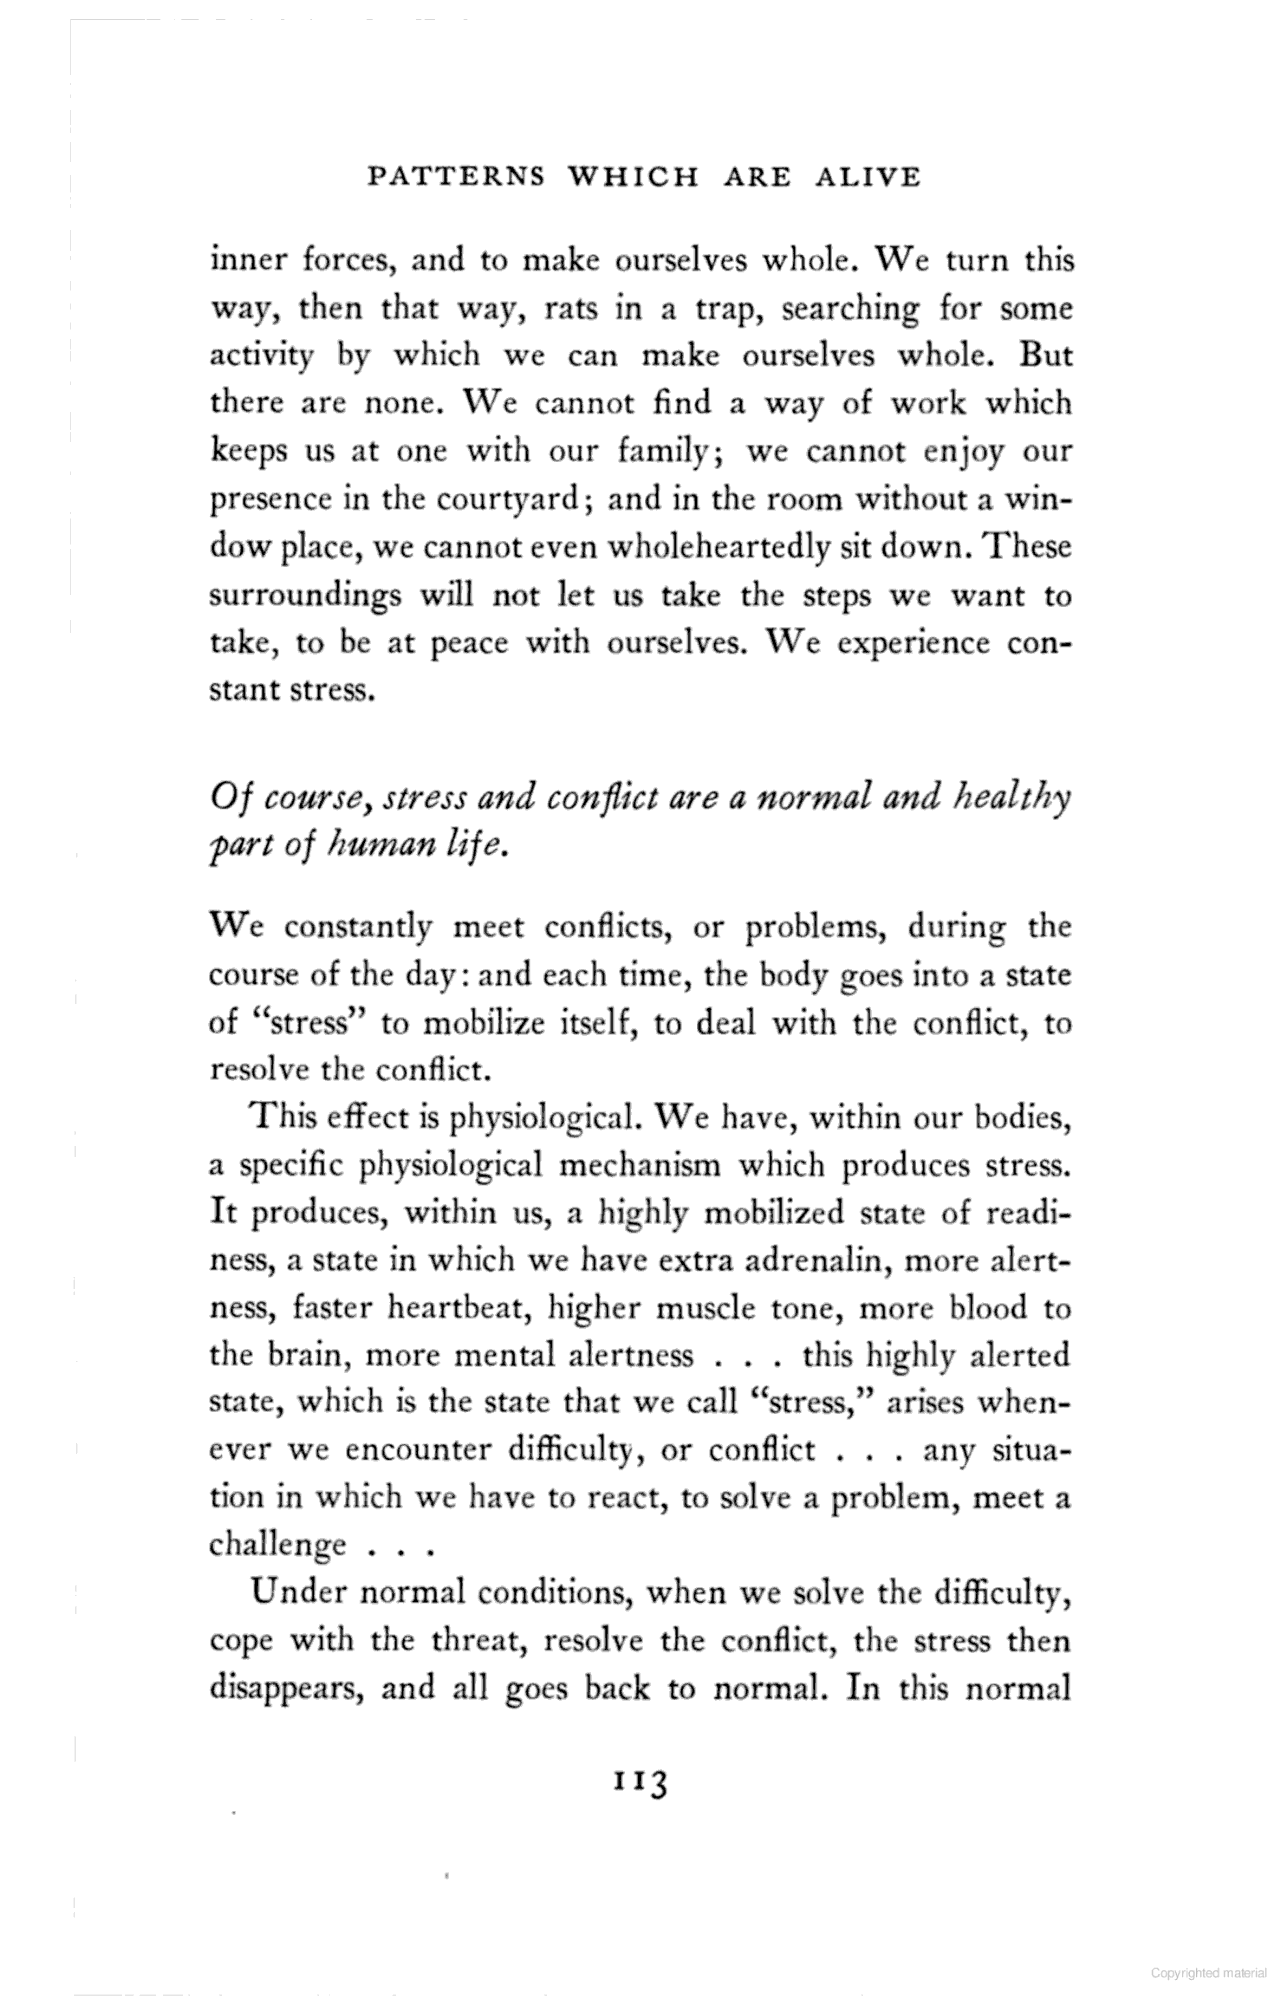 PATTERNS WHICH ARE ALIVE
inner forces, and to make ourselves whole. We turn this
way, then that way, rats in a trap, searching for some
activity by which we can make ourselves whole. But
there are none. We cannot find a way of work which
keeps us at one with our family; we cannot enjoy our
presence in the courtyard; and in the room without a win-
dow place, we cannot even wholeheartedly sit down. These
surroundings will not let us take the steps we want to
take, to be at peace with ourselves. We experience con-
stant stress.
Of course, stress and conflict are a normal and healthy
part of human life.
We constantly meet conflicts, or problems, during the
course of the day: and each time, the body goes into a state
of “stress” to mobilize itself, to deal with the conflict, to
resolve the conflict.
This effect is physiological. We have, within our bodies,
a specific physiological mechanism which produces stress.
It produces, within us, a highly mobilized state of readi-
ness, a state in which we have extra adrenalin, more alert-
ness, faster heartbeat, higher muscle tone, more blood to
the brain, more mental alertness . . . this highly alerted
state, which is the state that we call “stress,” arises when-
ever we encounter difficulty, or conflict . . . any situa-
tion in which we have to react, to solve a problem, meet a
challenge . . .
Under normal conditions, when we solve the difficulty,
cope with the threat, resolve the conflict, the stress then
disappears, and all goes back to normal. In this normal
113
Copyrighted material